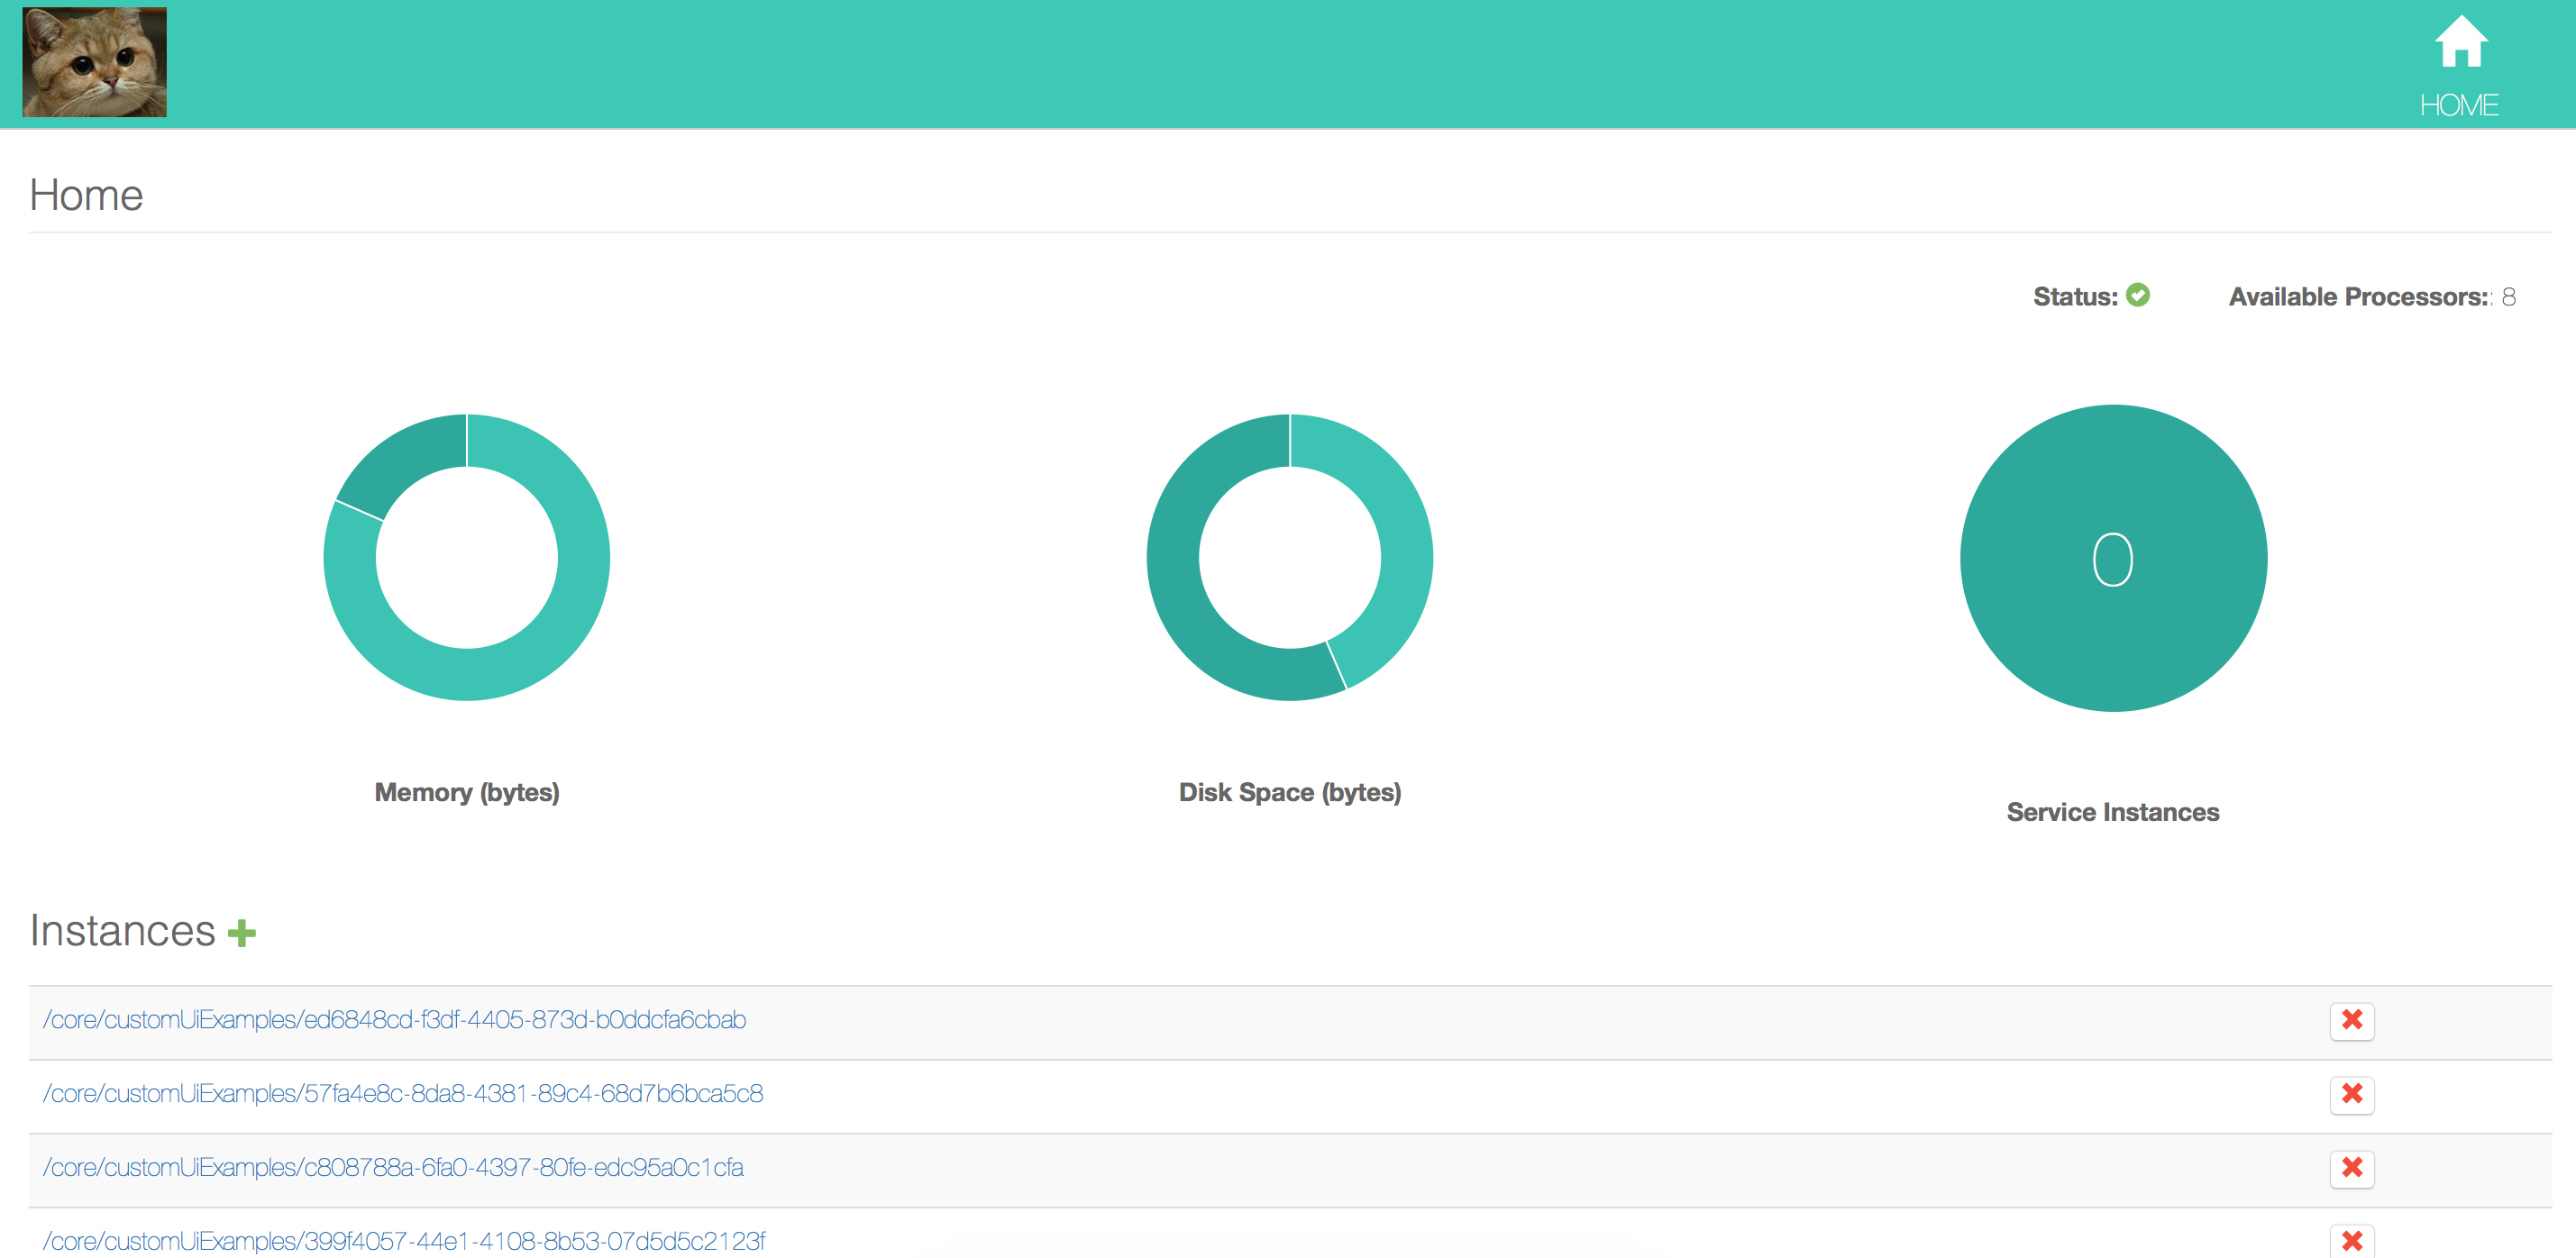 HOME
Home
Status:
Available Processors:: 8
0
Memory (bytes)
Disk Space (bytes)
Service Instances
Instances
/core/customUiExamples/ed6848cd-f3df-4405-873d-b0ddcfa6cbab
/core/customUiExamples/57fa4e8c-8da8-4381-89c4-68d7b6bca5c8
/core/customUiExamples/c808788a-6fa0-4397-80fe-edc95a0c1cfa
/core/customUiExamples/399f4057-44e1-4108-8b53-07d5d5c2123f